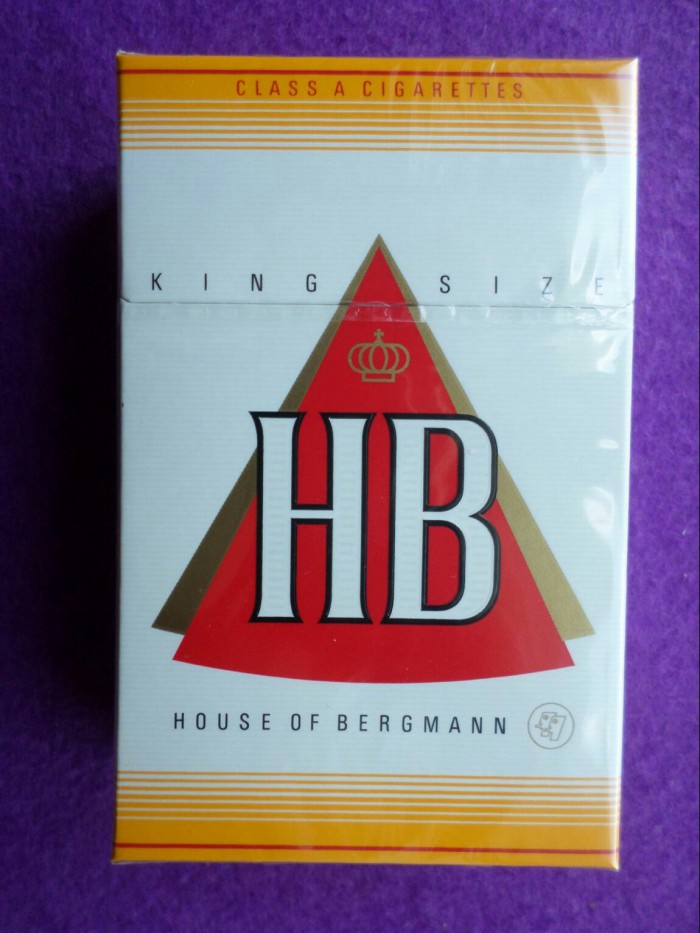 CLASS A CIGARETTES
KING SIZE
HB
HOUSE OF BERGMANN